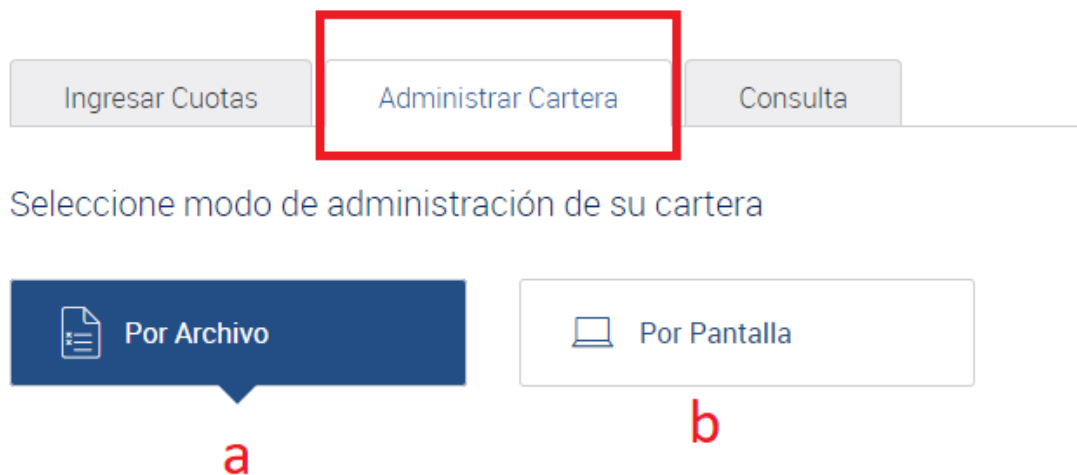 Ingresar Cuotas Administrar Cartera Consulta
Seleccione modo de administración de su cartera
Por Archivo Por Pantalla
a b